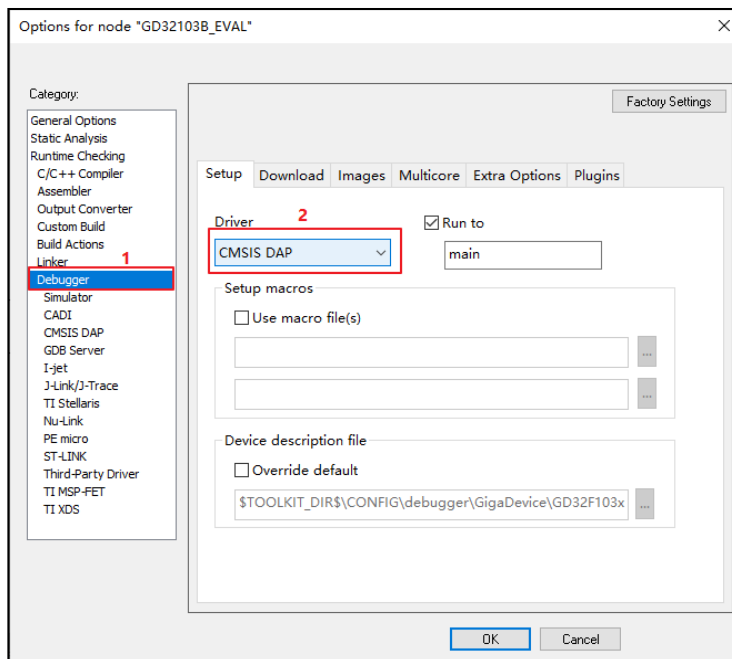 Options for node "GD32103B_EVAL"
Category:
General Options
Static Analysis
Runtime Checking
C/C++ Compiler
Assembler
Output Converter
Custom Build
Build Actions
Linker
1
Debugger
Simulator
CADI
CMSIS DAP
GDB Server
I-jet
J-Link/J-Trace
TI Stellaris
Nu-Link
PE micro
ST-LINK
Third-Party Driver
TI MSP-FET
TI XDS
Factory Settings
Setup Download Images Multicore Extra Options Plugins
Driver 2 Run to
CMSIS DAP main
Setup macros
Use macro file(s)
...
...
Device description file
Override default
$TOOLKIT_DIR$\CONFIG\debugger\GigaDevice\GD32F103x ...
OK Cancel